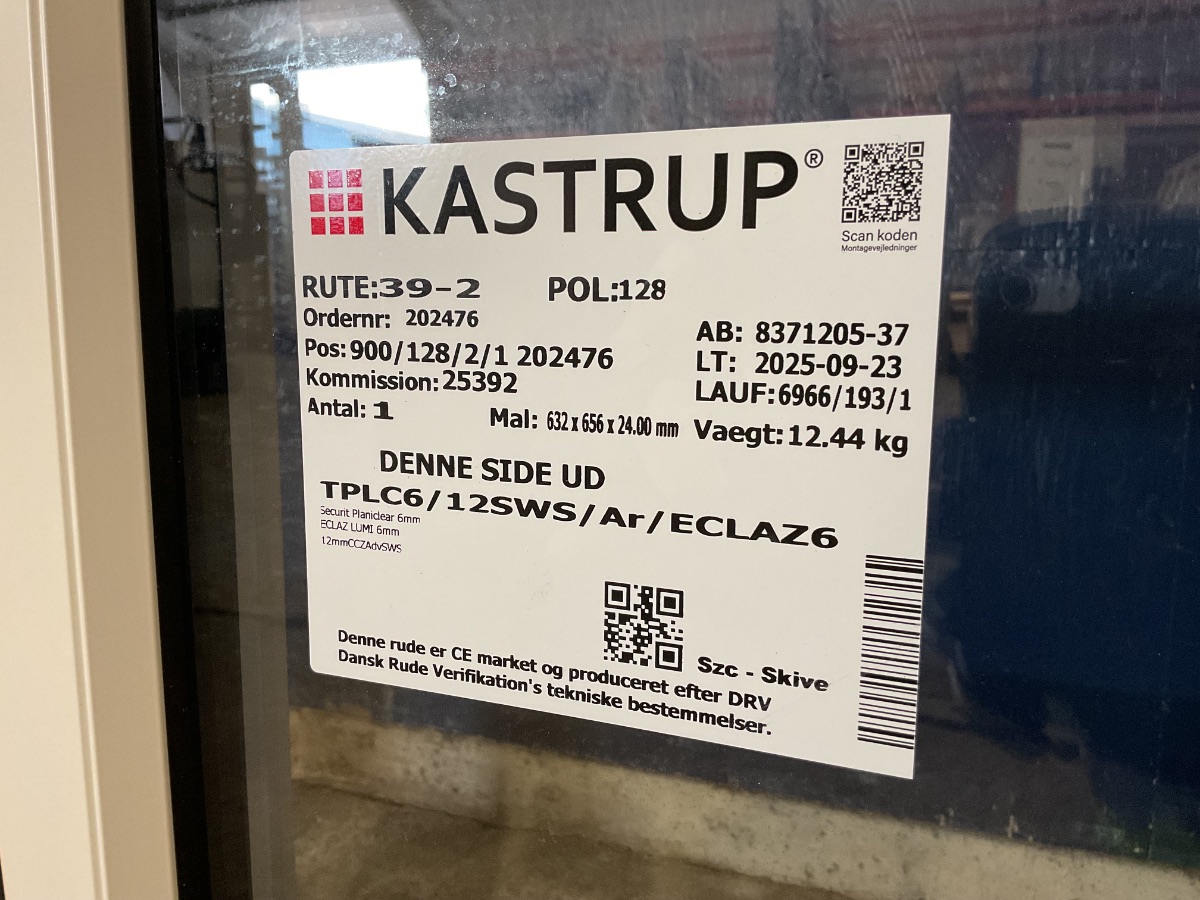 KASTRUP®
Scan koden
Montagevejledninger
RUTE:39-2 POL:128
Ordernr: 202476
Pos:900/128/2/1 202476
Kommission:25392
Antal: 1
AB: 8371205-37
LT: 2025-09-23
LAUF:6966/193/1
Mal: 632 x 656 x 24.00 mm Vaegt:12.44 kg
DENNE SIDE UD
TPLC6/12SWS/Ar/ECLAZ6
Securit Planiclear 6mm
ECLAZ LUMI 6mm
12mmCCZAdvSWS
Szc - Skive
Denne rude er CE market og produceret efter DRV
Dansk Rude Verifikation's tekniske bestemmelser.